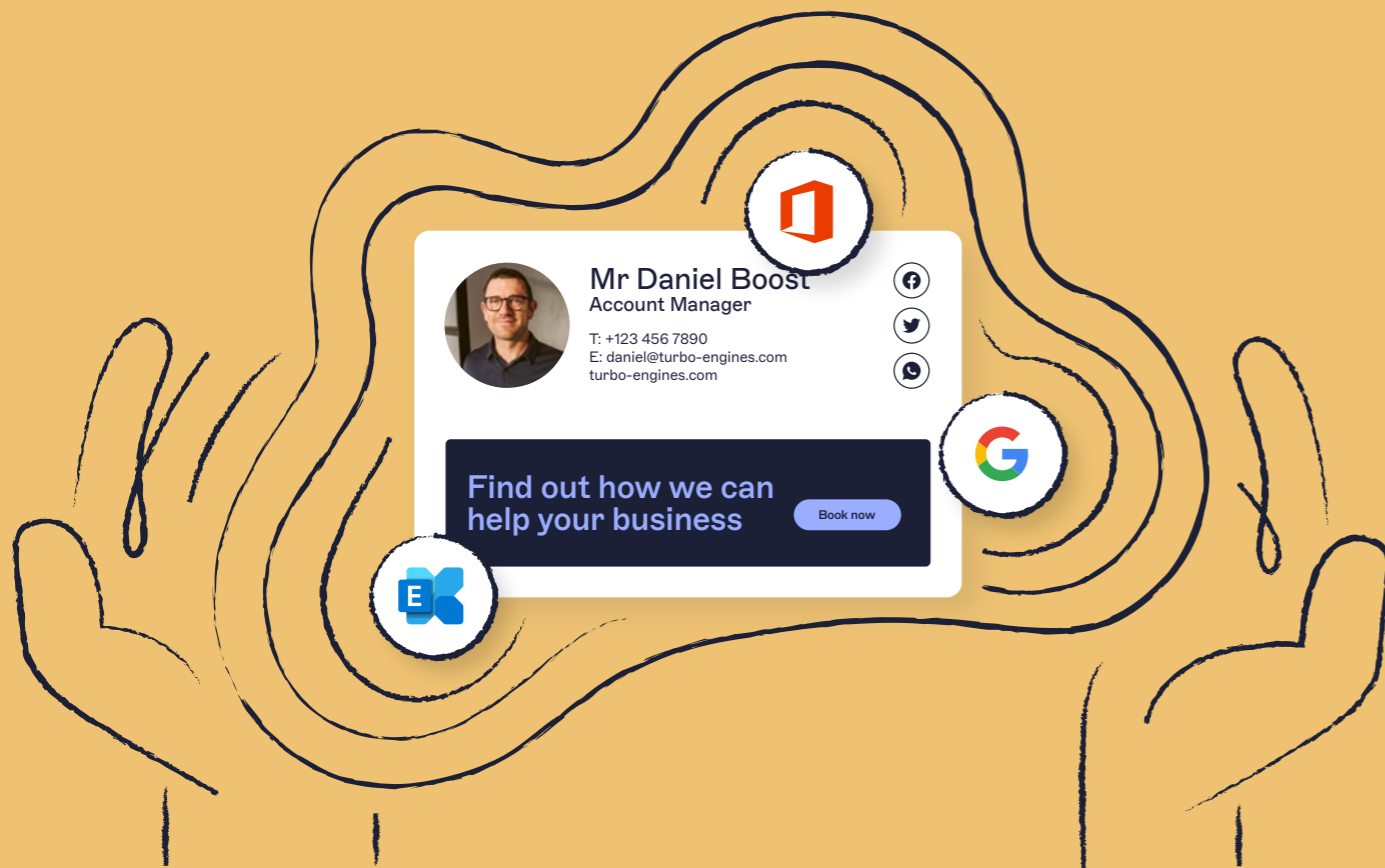 Mr Daniel Boost
Account Manager
T: +123 456 7890
E: daniel@turbo-engines.com
turbo-engines.com
Find out how we can
help your business
Book now
G
E